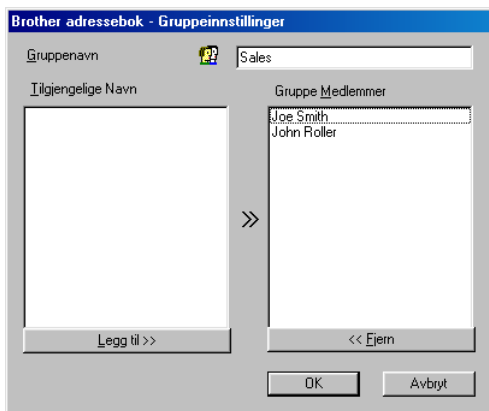 Brother adressebok - Gruppeinnstillinger
Gruppenavn
Sales
Tilgjengelige Navn
Gruppe Medlemmer
Joe Smith
John Roller
>>
Legg til >>
<< Fjern
OK
Avbryt